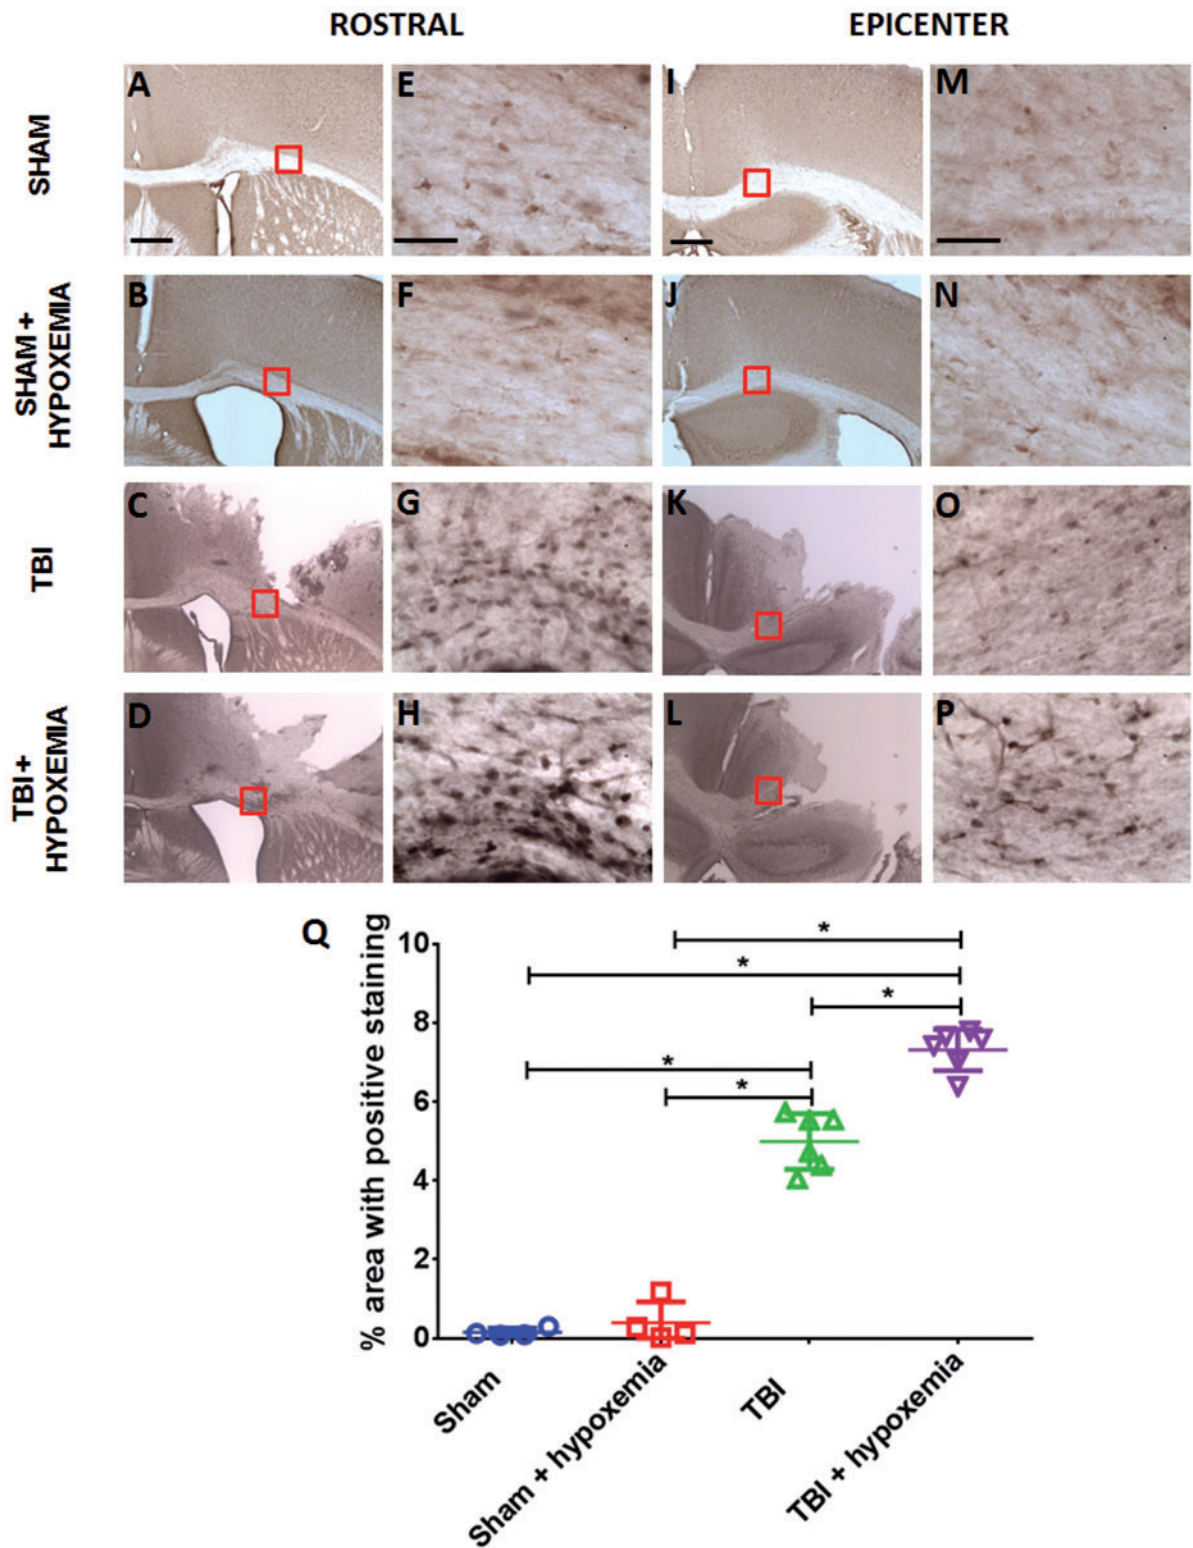 ROSTRAL EPICENTER
SHAM
A E I M
SHAM +
HYPOXEMIA
B F J N
TBI
C G K O
TBI +
HYPOXEMIA
D H L P
Q
% area with positive staining
10
8
6
4
2
0
*
*
*
*
*
Sham
Sham + hypoxemia
TBI
TBI + hypoxemia